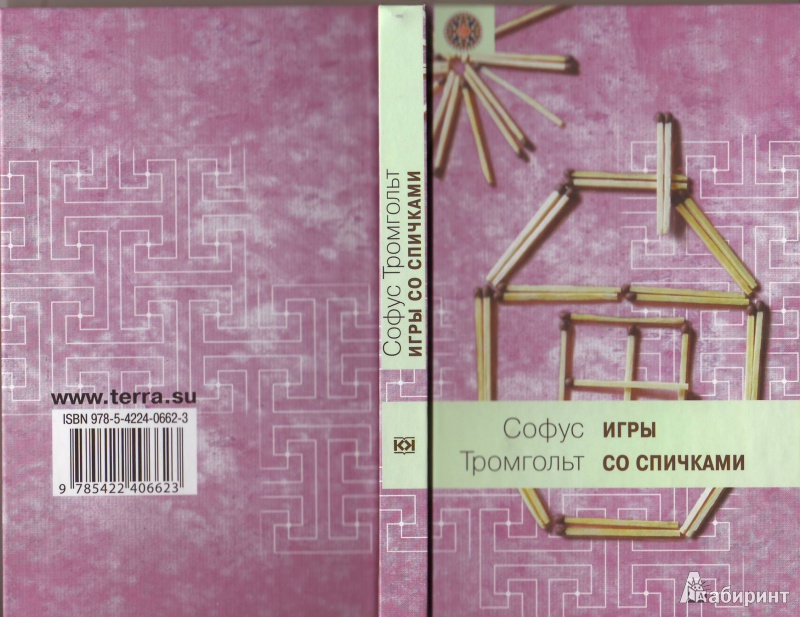 www.terra.su
ISBN 978-5-4224-0662-3
9 785422 406623
Софус Тромгольт
ИГРЫ СО СПИЧКАМИ
Софус ИГРЫ
Тромгольт СО СПИЧКАМИ
Лабиринт